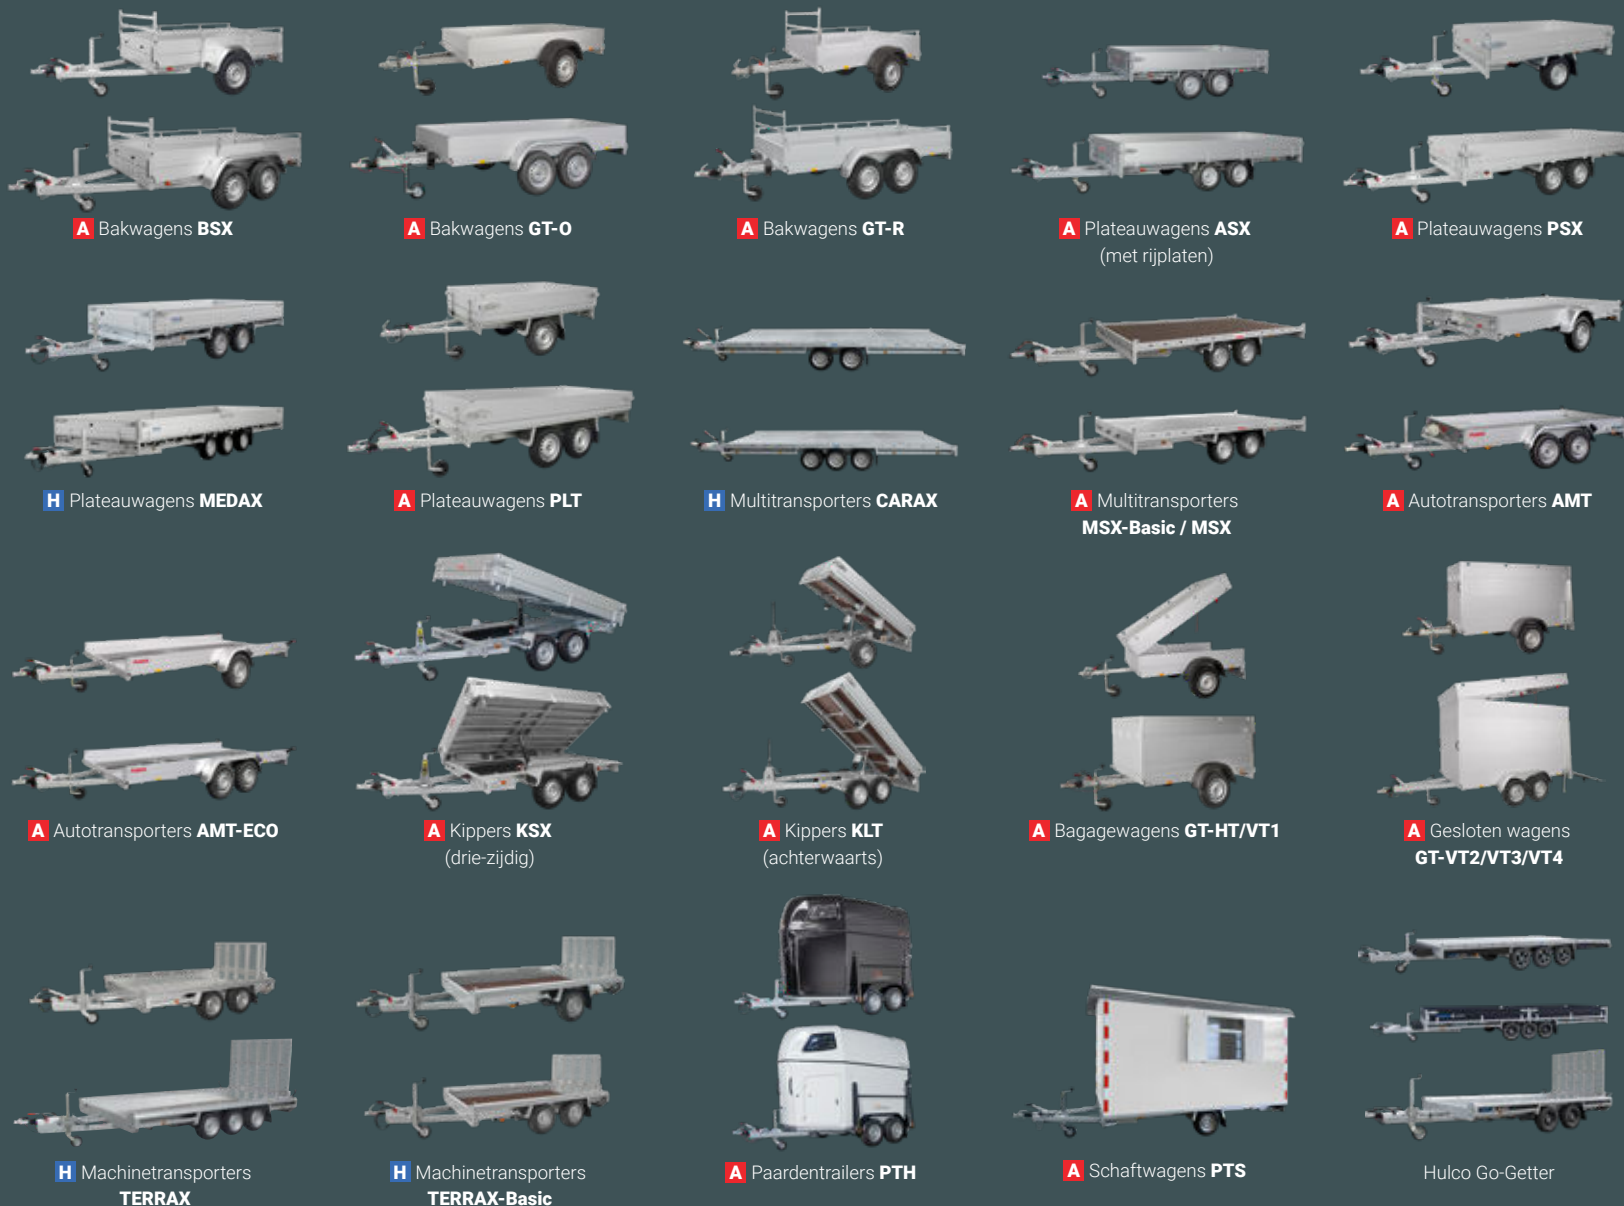 A Bakwagens BSX
A Bakwagens GT-O
A Bakwagens GT-R
A Plateauwagens ASX
(met rijplaten)
A Plateauwagens PSX
H Plateauwagens MEDAX
A Plateauwagens PLT
H Multitransporters CARAX
A Multitransporters
MSX-Basic / MSX
A Autotransporters AMT
A Autotransporters AMT-ECO
A Kippers KSX
(drie-zijdig)
A Kippers KLT
(achterwaarts)
A Bagagewagens GT-HT/VT1
A Gesloten wagens
GT-VT2/VT3/VT4
H Machinetransporters
TERRAX
H Machinetransporters
TERRAX-Basic
A Paardentrailers PTH
A Schaftwagens PTS
Hulco Go-Getter